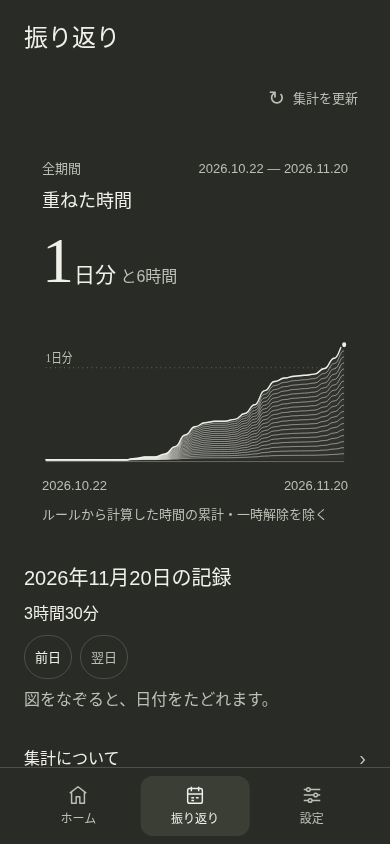 振り返り
↻ 集計を更新
全期間 2026.10.22 — 2026.11.20
重ねた時間
1日分 と6時間
1日分
2026.10.22 2026.11.20
ルールから計算した時間の累計・一時解除を除く
2026年11月20日の記録
3時間30分
前日 翌日
図をなぞると、日付をたどれます。
集計について ›
ホーム 振り返り 設定